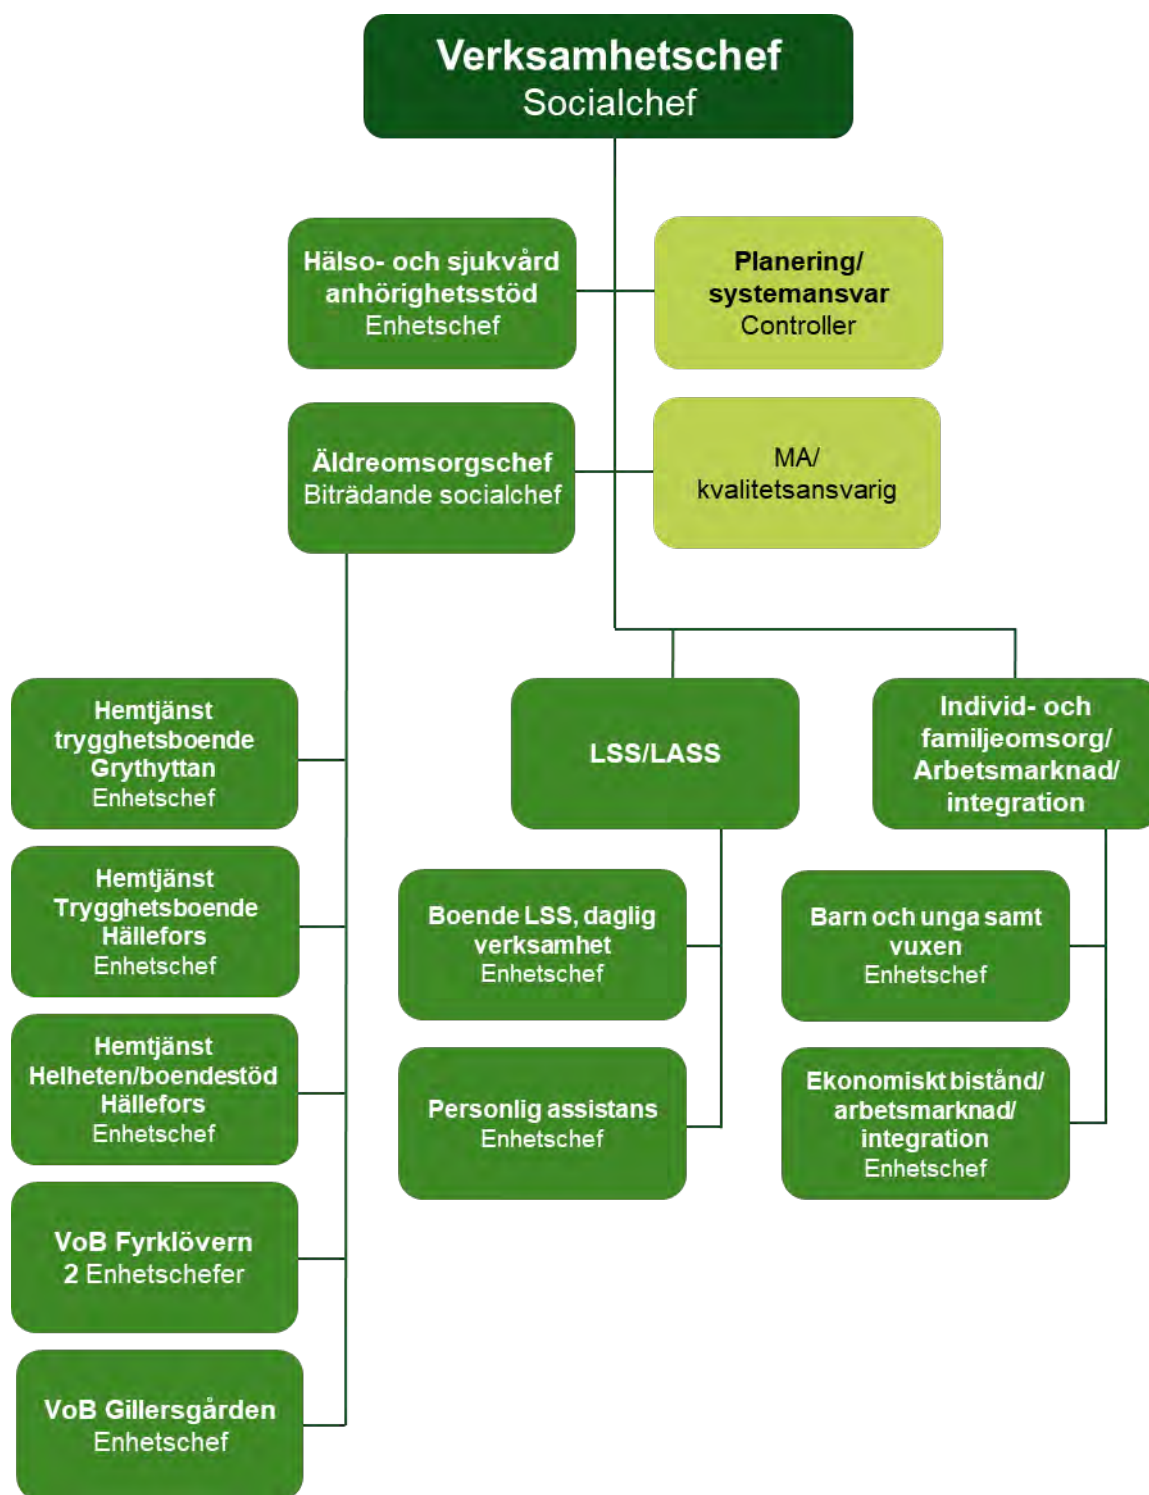 Verksamhetschef
Socialchef
Hälso- och sjukvård
anhörighetsstöd
Enhetschef
Planering/
systemansvar
Controller
Äldreomsorgschef
Biträdande socialchef
MA/
kvalitetsansvarig
Hemtjänst
trygghetsboende
Grythyttan
Enhetschef
Hemtjänst
Trygghetsboende
Hällefors
Enhetschef
Hemtjänst
Helheten/boendestöd
Hällefors
Enhetschef
VoB Fyrklövern
2 Enhetschefer
VoB Gillersgården
Enhetschef
LSS/LASS
Boende LSS, daglig
verksamhet
Enhetschef
Personlig assistans
Enhetschef
Individ- och
familjeomsorg/
Arbetsmarknad/
integration
Barn och unga samt
vuxen
Enhetschef
Ekonomiskt bistånd/
arbetsmarknad/
integration
Enhetschef